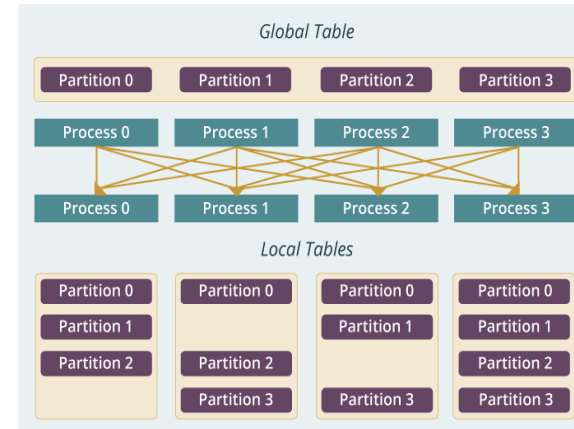 Global Table
Partition 0 Partition 1 Partition 2 Partition 3
Process 0 Process 1 Process 2 Process 3
Process 0 Process 1 Process 2 Process 3
Local Tables
Partition 0 Partition 0 Partition 0 Partition 0
Partition 1 Partition 1 Partition 1
Partition 2 Partition 2 Partition 2
Partition 3 Partition 3 Partition 3